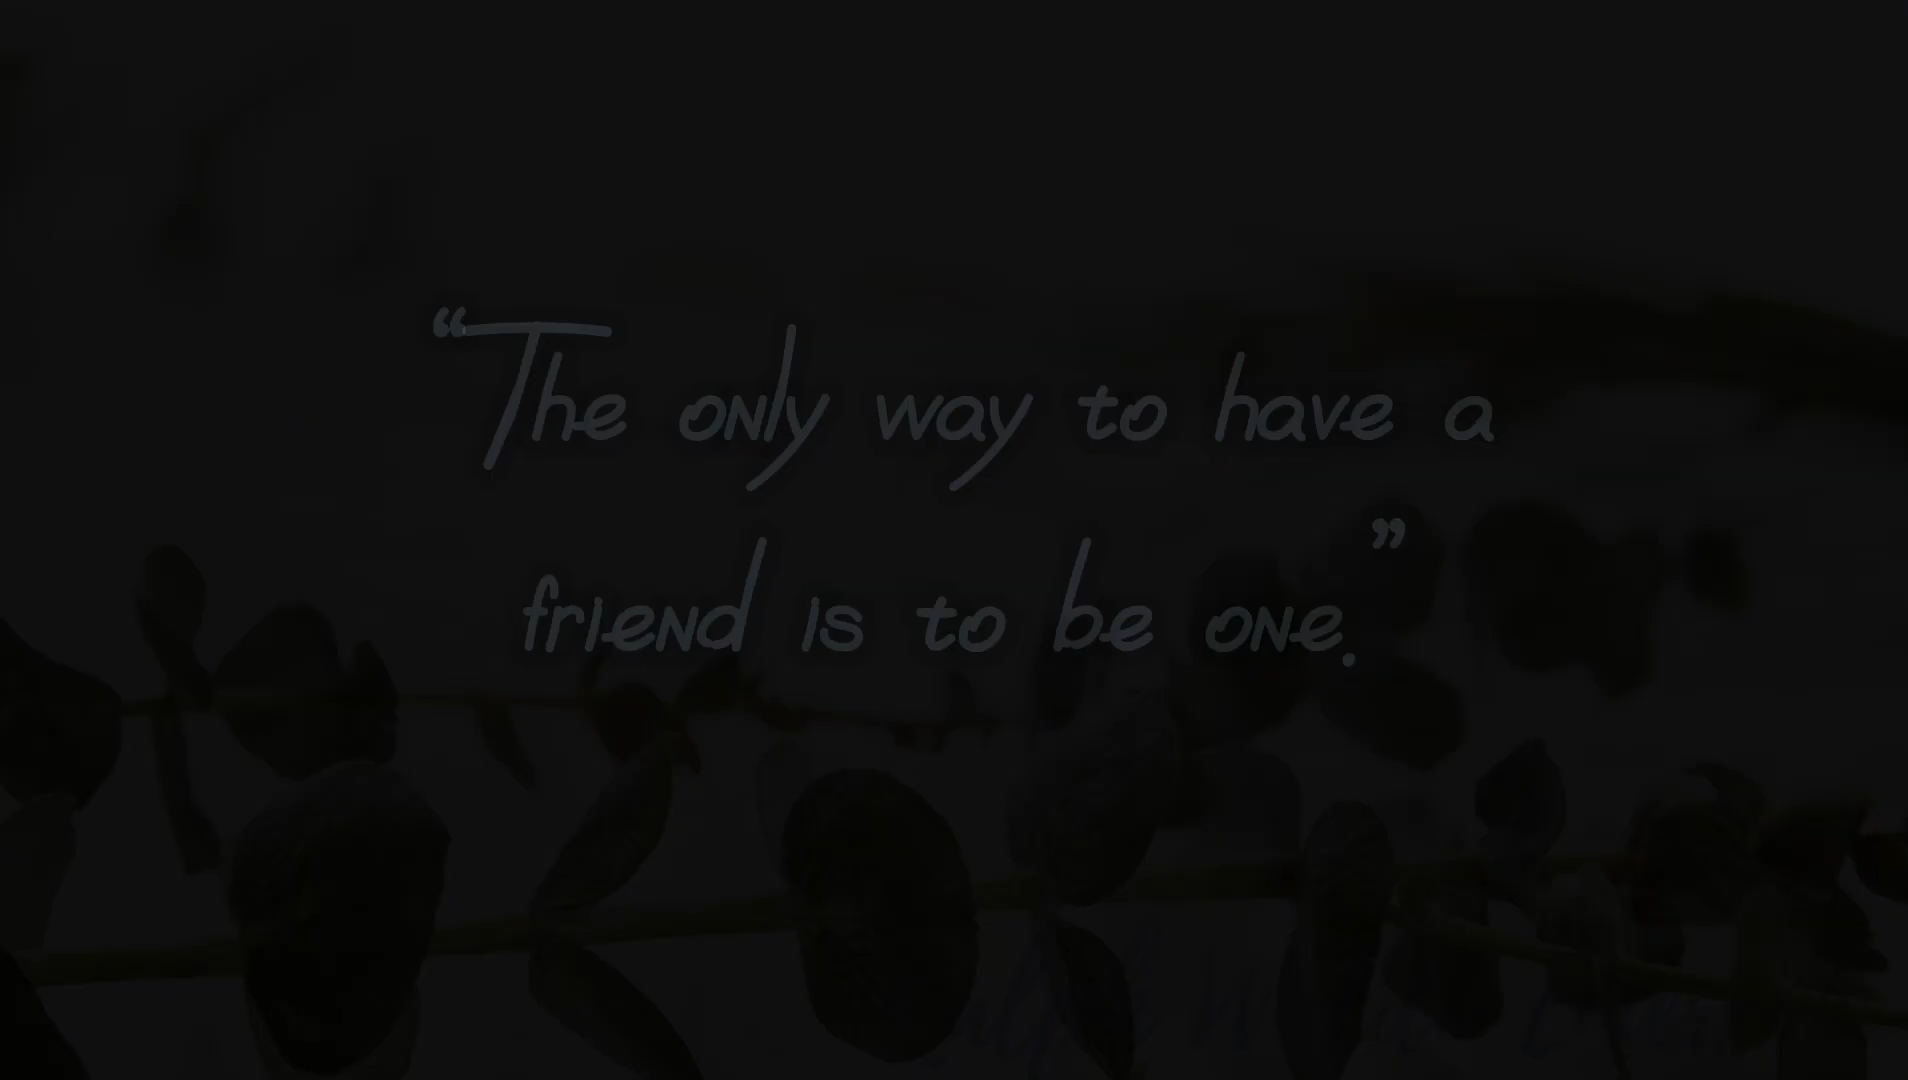 “The only way to have a
friend is to be one.”